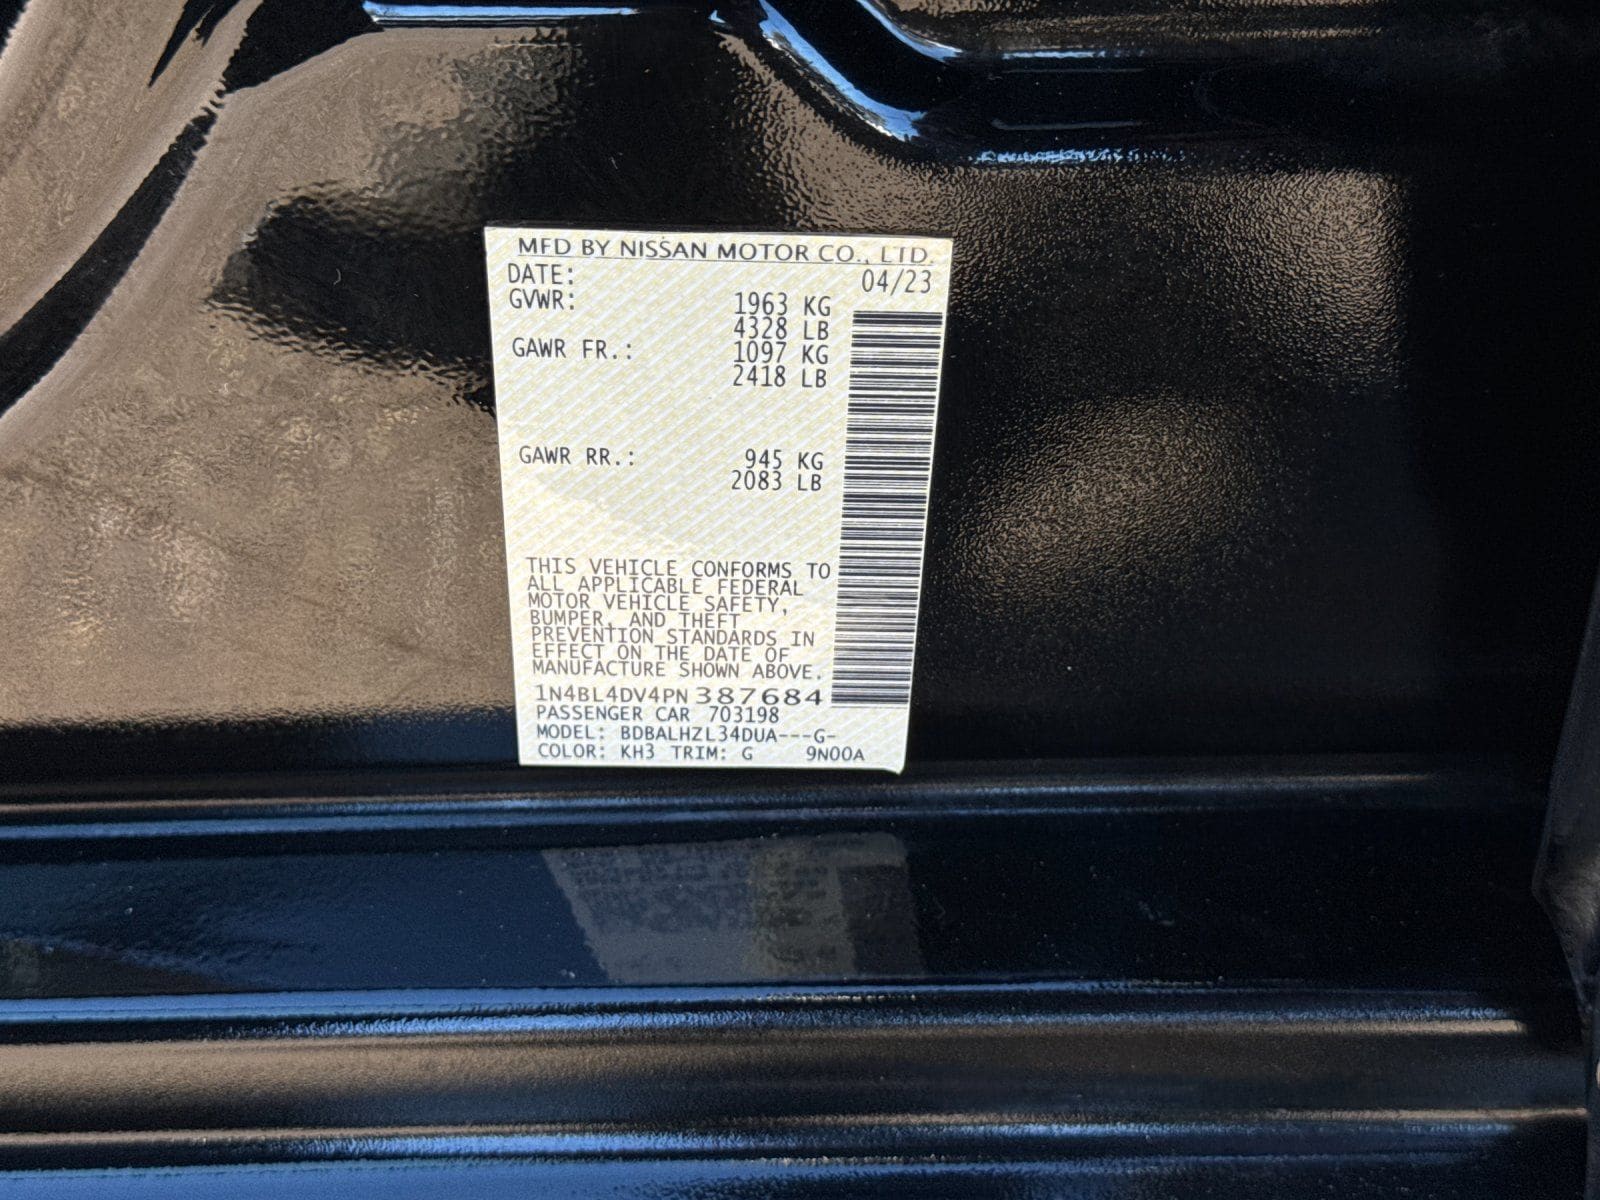 MFD BY NISSAN MOTOR CO., LTD.
DATE: 04/23
GVWR: 1963 KG
4328 LB
GAWR FR.: 1097 KG
2418 LB
GAWR RR.: 945 KG
2083 LB
THIS VEHICLE CONFORMS TO
ALL APPLICABLE FEDERAL
MOTOR VEHICLE SAFETY,
BUMPER, AND THEFT
PREVENTION STANDARDS IN
EFFECT ON THE DATE OF
MANUFACTURE SHOWN ABOVE.
1N4BL4DV4PN387684
PASSENGER CAR 703198
MODEL: BDBALHZL34DUA---G-
COLOR: KH3 TRIM: G 9N00A